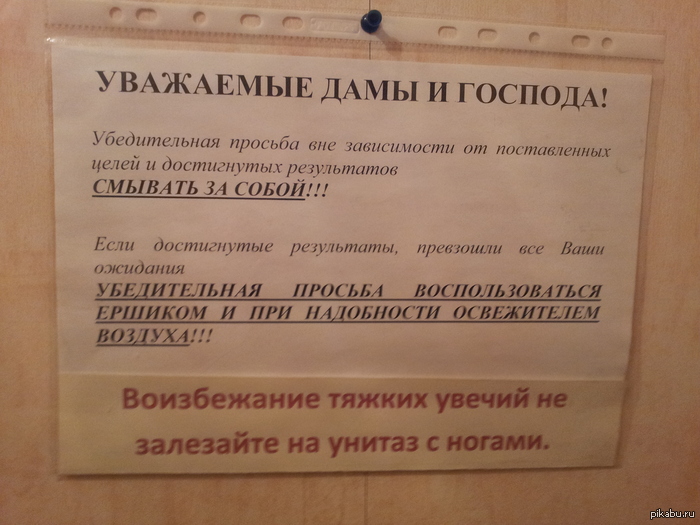 УВАЖАЕМЫЕ ДАМЫ И ГОСПОДА!
Убедительная просьба вне зависимости от поставленных
целей и достигнутых результатов
СМЫВАТЬ ЗА СОБОЙ!!!
Если достигнутые результаты, превзошли все Ваши
ожидания
УБЕДИТЕЛЬНАЯ ПРОСЬБА ВОСПОЛЬЗОВАТЬСЯ
ЕРШИКОМ И ПРИ НАДОБНОСТИ ОСВЕЖИТЕЛЕМ
ВОЗДУХА!!!
Воизбежание тяжких увечий не
залезайте на унитаз с ногами.
pikabu.ru